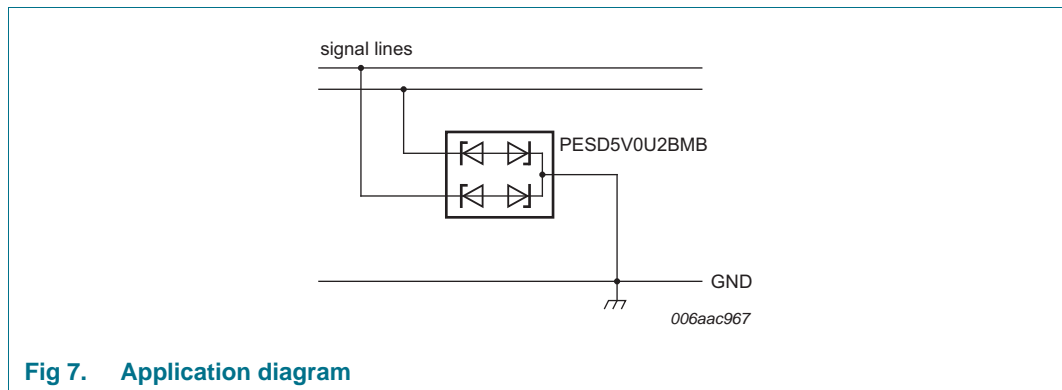 signal lines
PESD5V0U2BMB
GND
006aac967
Fig 7. Application diagram